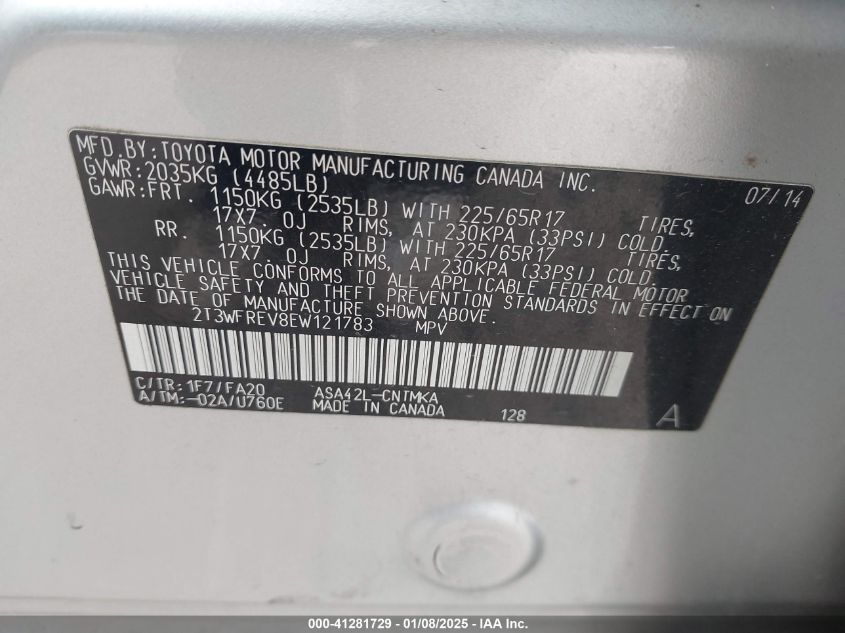 MFD. BY: TOYOTA MOTOR MANUFACTURING CANADA INC.
GVWR: 2035KG (4485LB) 07/14
GAWR: FRT. 1150KG (2535LB) WITH 225/65R17 TIRES,
17X7.0J RIMS, AT 230KPA (33PSI) COLD
RR. 1150KG (2535LB) WITH 225/65R17 TIRES,
17X7.0J RIMS, AT 230KPA (33PSI) COLD.
THIS VEHICLE CONFORMS TO ALL APPLICABLE FEDERAL MOTOR
VEHICLE SAFETY AND THEFT PREVENTION STANDARDS IN EFFECT ON
THE DATE OF MANUFACTURE SHOWN ABOVE.
2T3WFREV8EW121783 MPV
C/TR: 1F7/FA20 ASA42L-CNTMKA
A/TM: -02A/U760E MADE IN CANADA 128 A
000-41281729 - 01/08/2025 - IAA Inc.